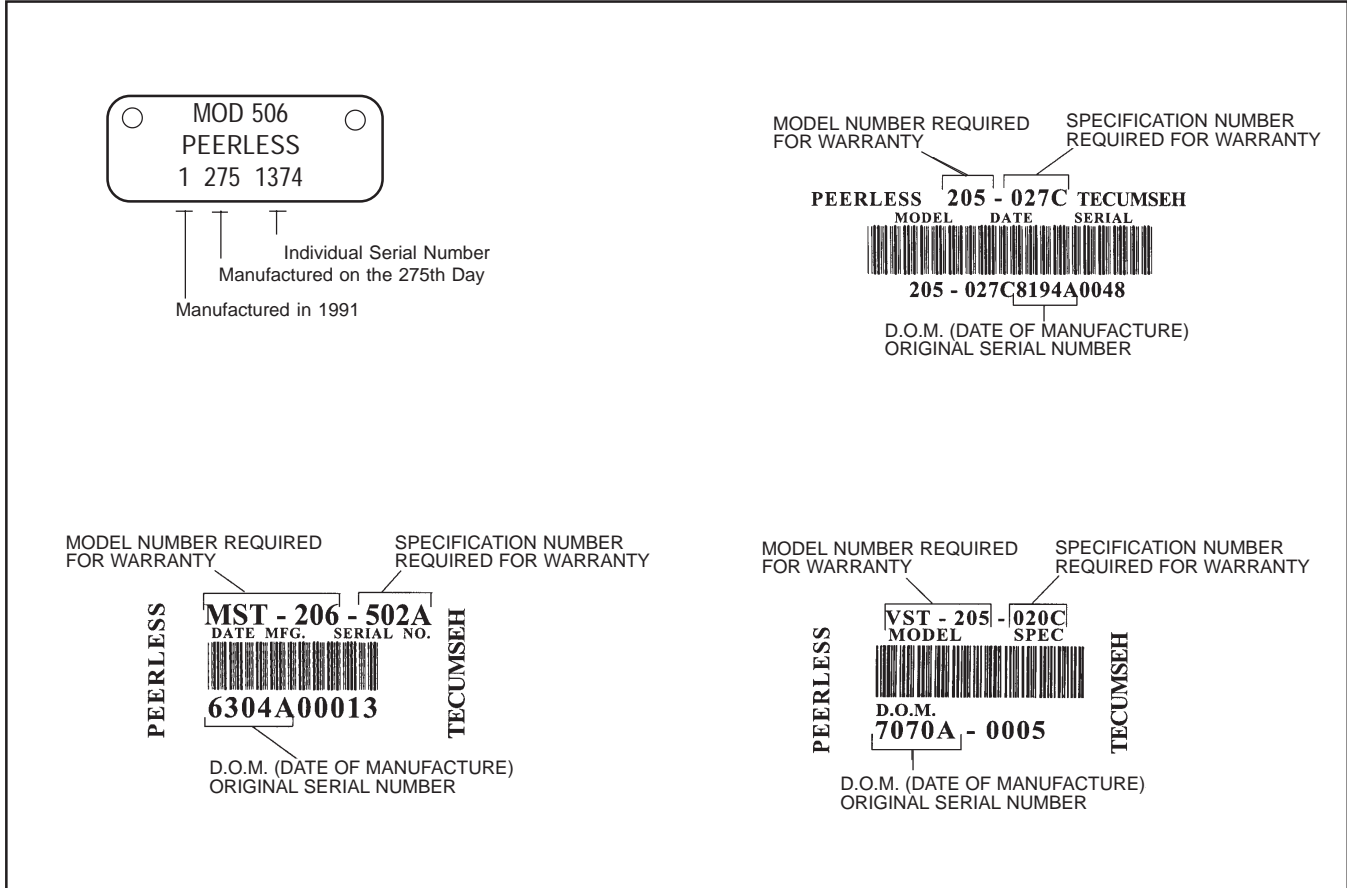 MOD 506
PEERLESS
1 275 1374
Individual Serial Number
Manufactured on the 275th Day
Manufactured in 1991
MODEL NUMBER REQUIRED
FOR WARRANTY
SPECIFICATION NUMBER
REQUIRED FOR WARRANTY
PEERLESS 205 - 027C TECUMSEH
MODEL DATE SERIAL
205 - 027C8194A0048
D.O.M. (DATE OF MANUFACTURE)
ORIGINAL SERIAL NUMBER
MODEL NUMBER REQUIRED
FOR WARRANTY
SPECIFICATION NUMBER
REQUIRED FOR WARRANTY
PEERLESS
MST - 206 - 502A
DATE MFG. SERIAL NO.
6304A00013
TECUMSEH
D.O.M. (DATE OF MANUFACTURE)
ORIGINAL SERIAL NUMBER
MODEL NUMBER REQUIRED
FOR WARRANTY
SPECIFICATION NUMBER
REQUIRED FOR WARRANTY
PEERLESS
VST - 205 - 020C
MODEL SPEC
D.O.M.
7070A - 0005
TECUMSEH
D.O.M. (DATE OF MANUFACTURE)
ORIGINAL SERIAL NUMBER